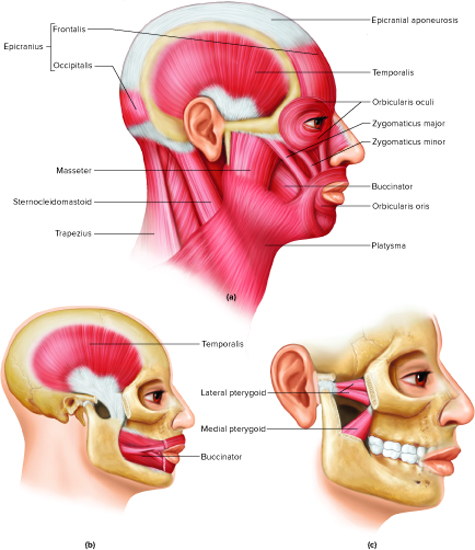 Frontalis
Epicranius
Occipitalis
Masseter
Sternocleidomastoid
Trapezius
Epicranial aponeurosis
Temporalis
Orbicularis oculi
Zygomaticus major
Zygomaticus minor
Buccinator
Orbicularis oris
Platysma
(a)
Temporalis
Buccinator
(b)
Lateral pterygoid
Medial pterygoid
(c)